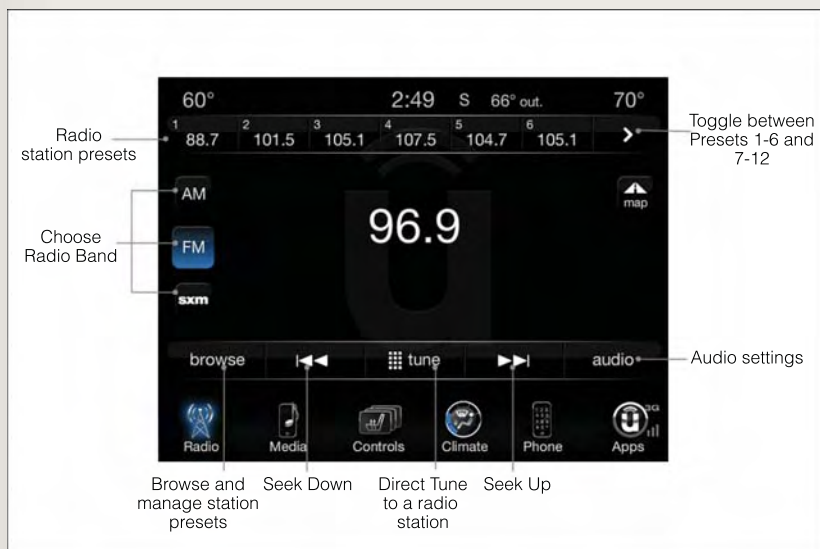 60° 2:49 S 66° out. 70°
1 2 3 4 5 6
88.7 101.5 105.1 107.5 104.7 105.1
Radio
station presets
Toggle between
Presets 1-6 and
7-12
AM
map
96.9
Choose
Radio Band
FM
sxm
browse tune audio
Audio settings
3G
Radio Media Controls Climate Phone Apps
Browse and
manage station
presets
Seek Down
Direct Tune
to a radio
station
Seek Up